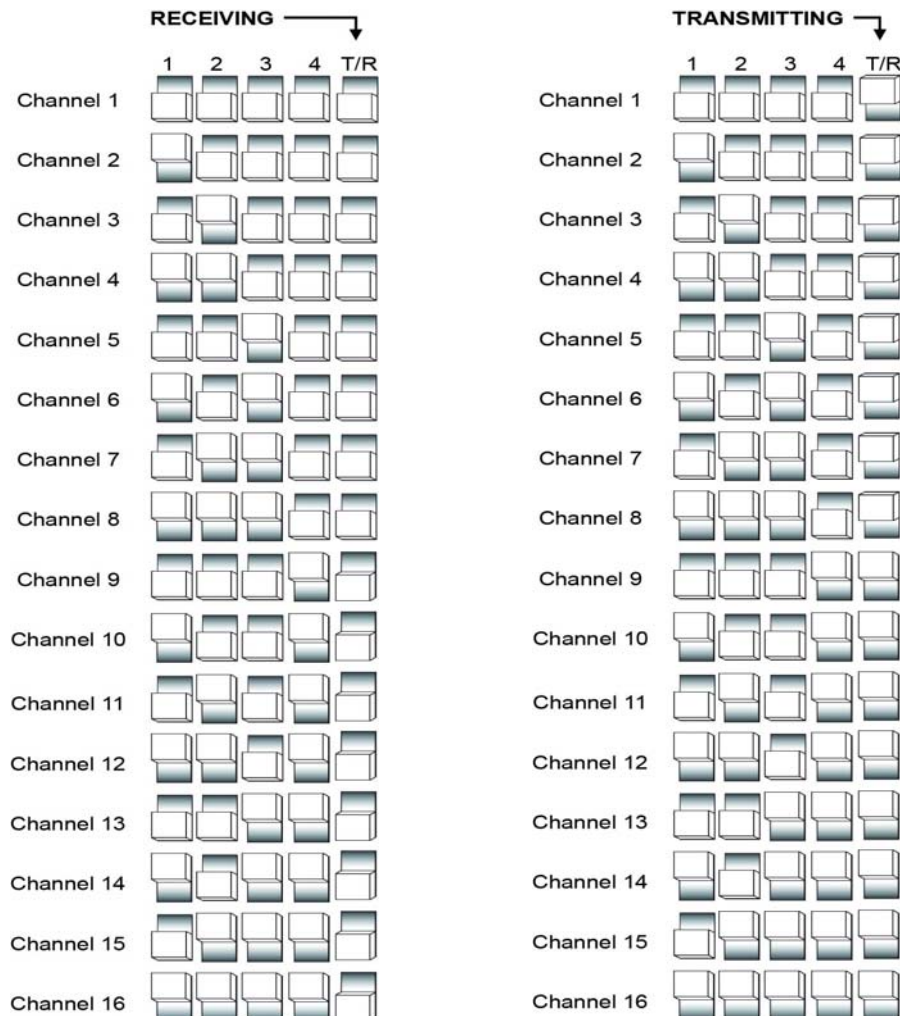 RECEIVING TRANSMITTING
1 2 3 4 T/R 1 2 3 4 T/R
Channel 1 Channel 1
Channel 2 Channel 2
Channel 3 Channel 3
Channel 4 Channel 4
Channel 5 Channel 5
Channel 6 Channel 6
Channel 7 Channel 7
Channel 8 Channel 8
Channel 9 Channel 9
Channel 10 Channel 10
Channel 11 Channel 11
Channel 12 Channel 12
Channel 13 Channel 13
Channel 14 Channel 14
Channel 15 Channel 15
Channel 16 Channel 16